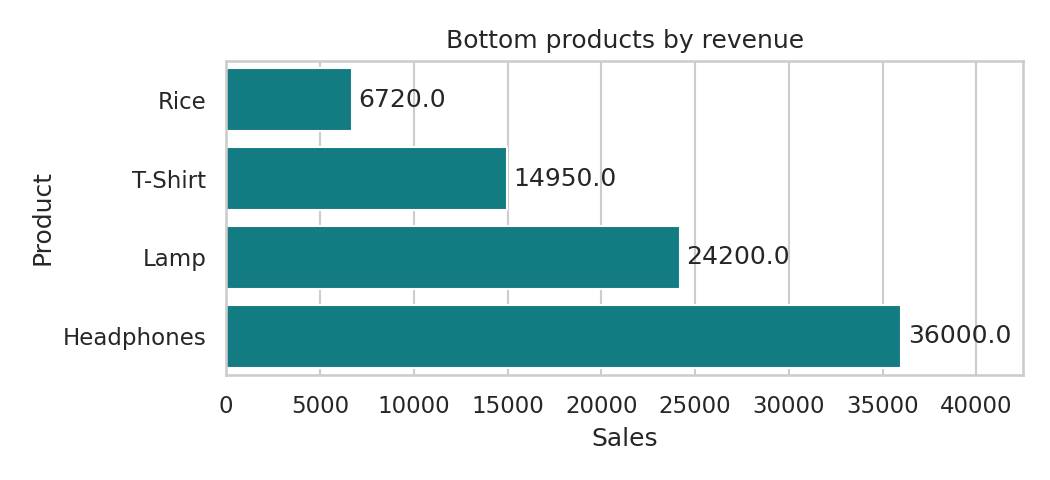 Bottom products by revenue
Product
Rice 6720.0
T-Shirt 14950.0
Lamp 24200.0
Headphones 36000.0
0 5000 10000 15000 20000 25000 30000 35000 40000
Sales